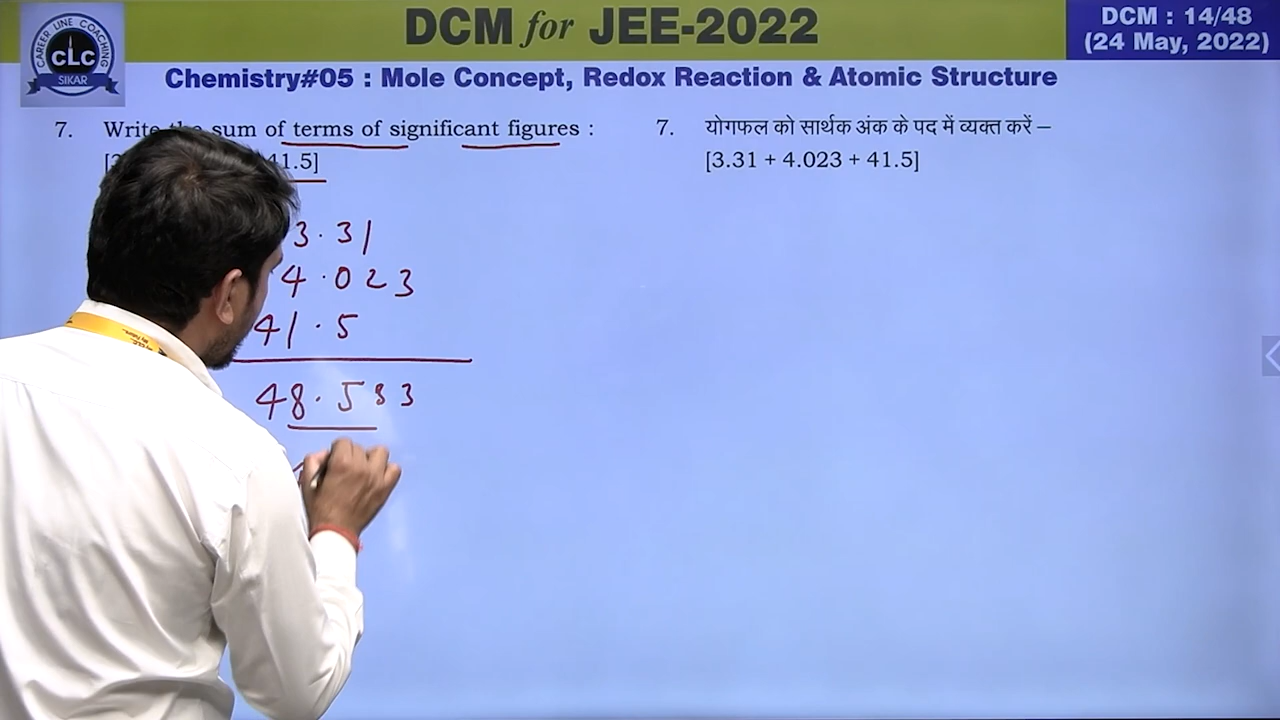 CAREER LINE COACHING
CLC
SIKAR
DCM for JEE-2022
DCM : 14/48
(24 May, 2022)
Chemistry#05 : Mole Concept, Redox Reaction & Atomic Structure
7. Write the sum of terms of significant figures :
41.5]
7. योगफल को सार्थक अंक के पद में व्यक्त करें –
[3.31 + 4.023 + 41.5]
3.31
4.023
41.5
48.583